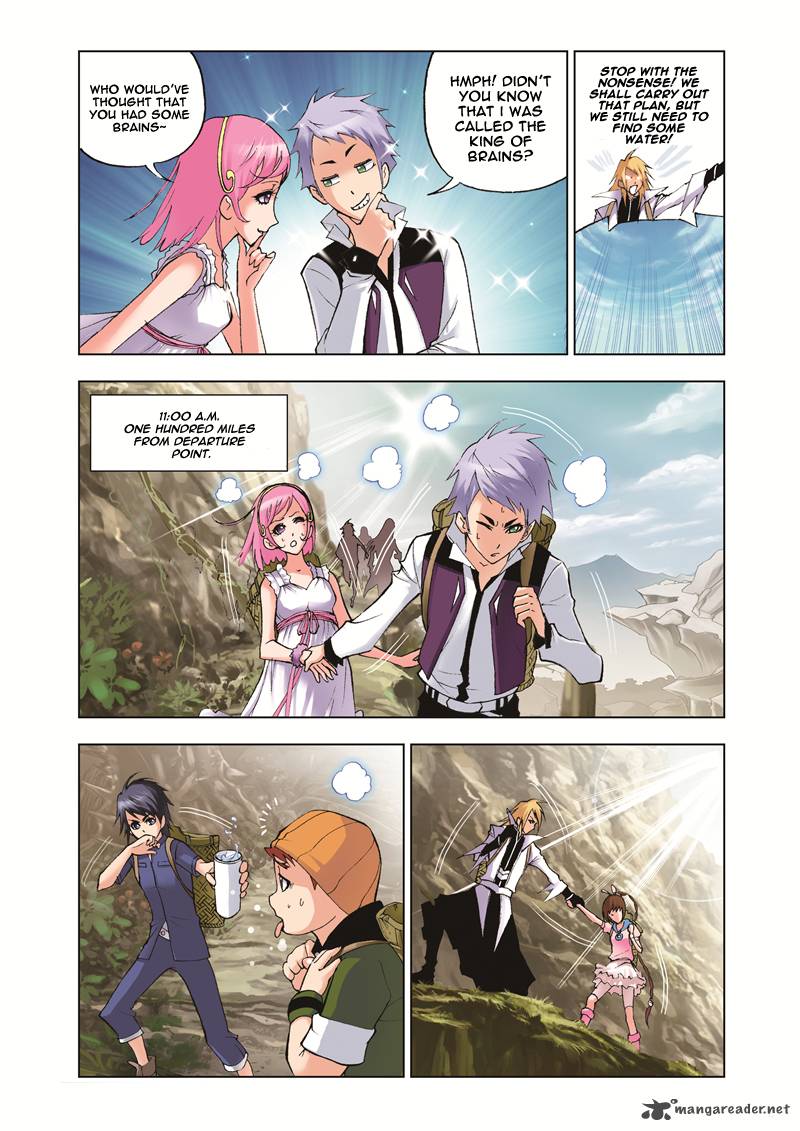 WHO WOULD'VE
THOUGHT THAT
YOU HAD SOME
BRAINS~
HMPH! DIDN'T
YOU KNOW
THAT I WAS
CALLED THE
KING OF
BRAINS?
STOP WITH THE
NONSENSE! WE
SHALL CARRY OUT
THAT PLAN, BUT
WE STILL NEED TO
FIND SOME
WATER!
11:00 A.M.
ONE HUNDRED MILES
FROM DEPARTURE
POINT.
mangareader.net